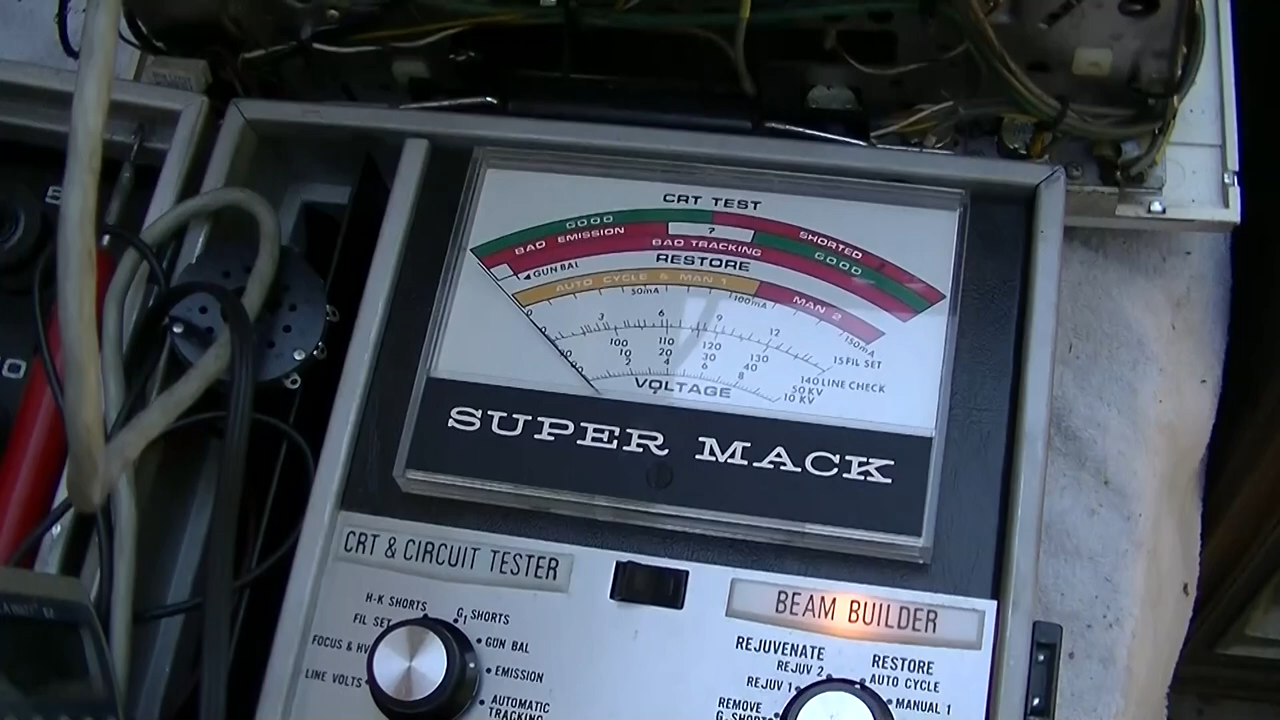 CRT TEST
GOOD
SHORTED
BAD EMISSION
?
GOOD
BAD TRACKING
◄GUN BAL
RESTORE
AUTO CYCLE & MAN 1
MAN 2
0
50mA
100mA
150mA
3 6 9 12
15 FIL SET
100 110 120 130
140 LINE CHECK
10 20 30 40
50 KV
2 4 6 8
10 KV
VOLTAGE
SUPER MACK
CRT & CIRCUIT TESTER
BEAM BUILDER
H-K SHORTS
G1 SHORTS
FIL SET
GUN BAL
FOCUS & HV
EMISSION
LINE VOLTS
AUTOMATIC
TRACKING
REJUVENATE
REJUV 2
REJUV 1
REMOVE
RESTORE
AUTO CYCLE
MANUAL 1